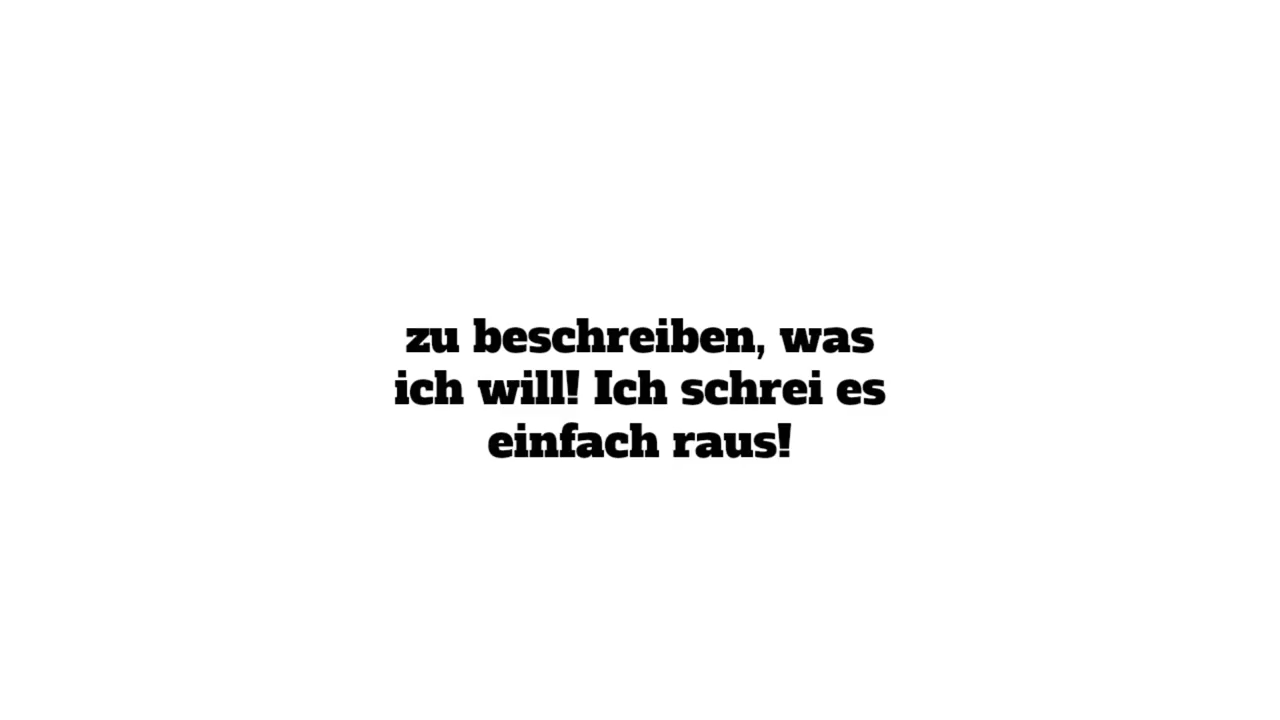 zu beschreiben, was
ich will! Ich schrei es
einfach raus!